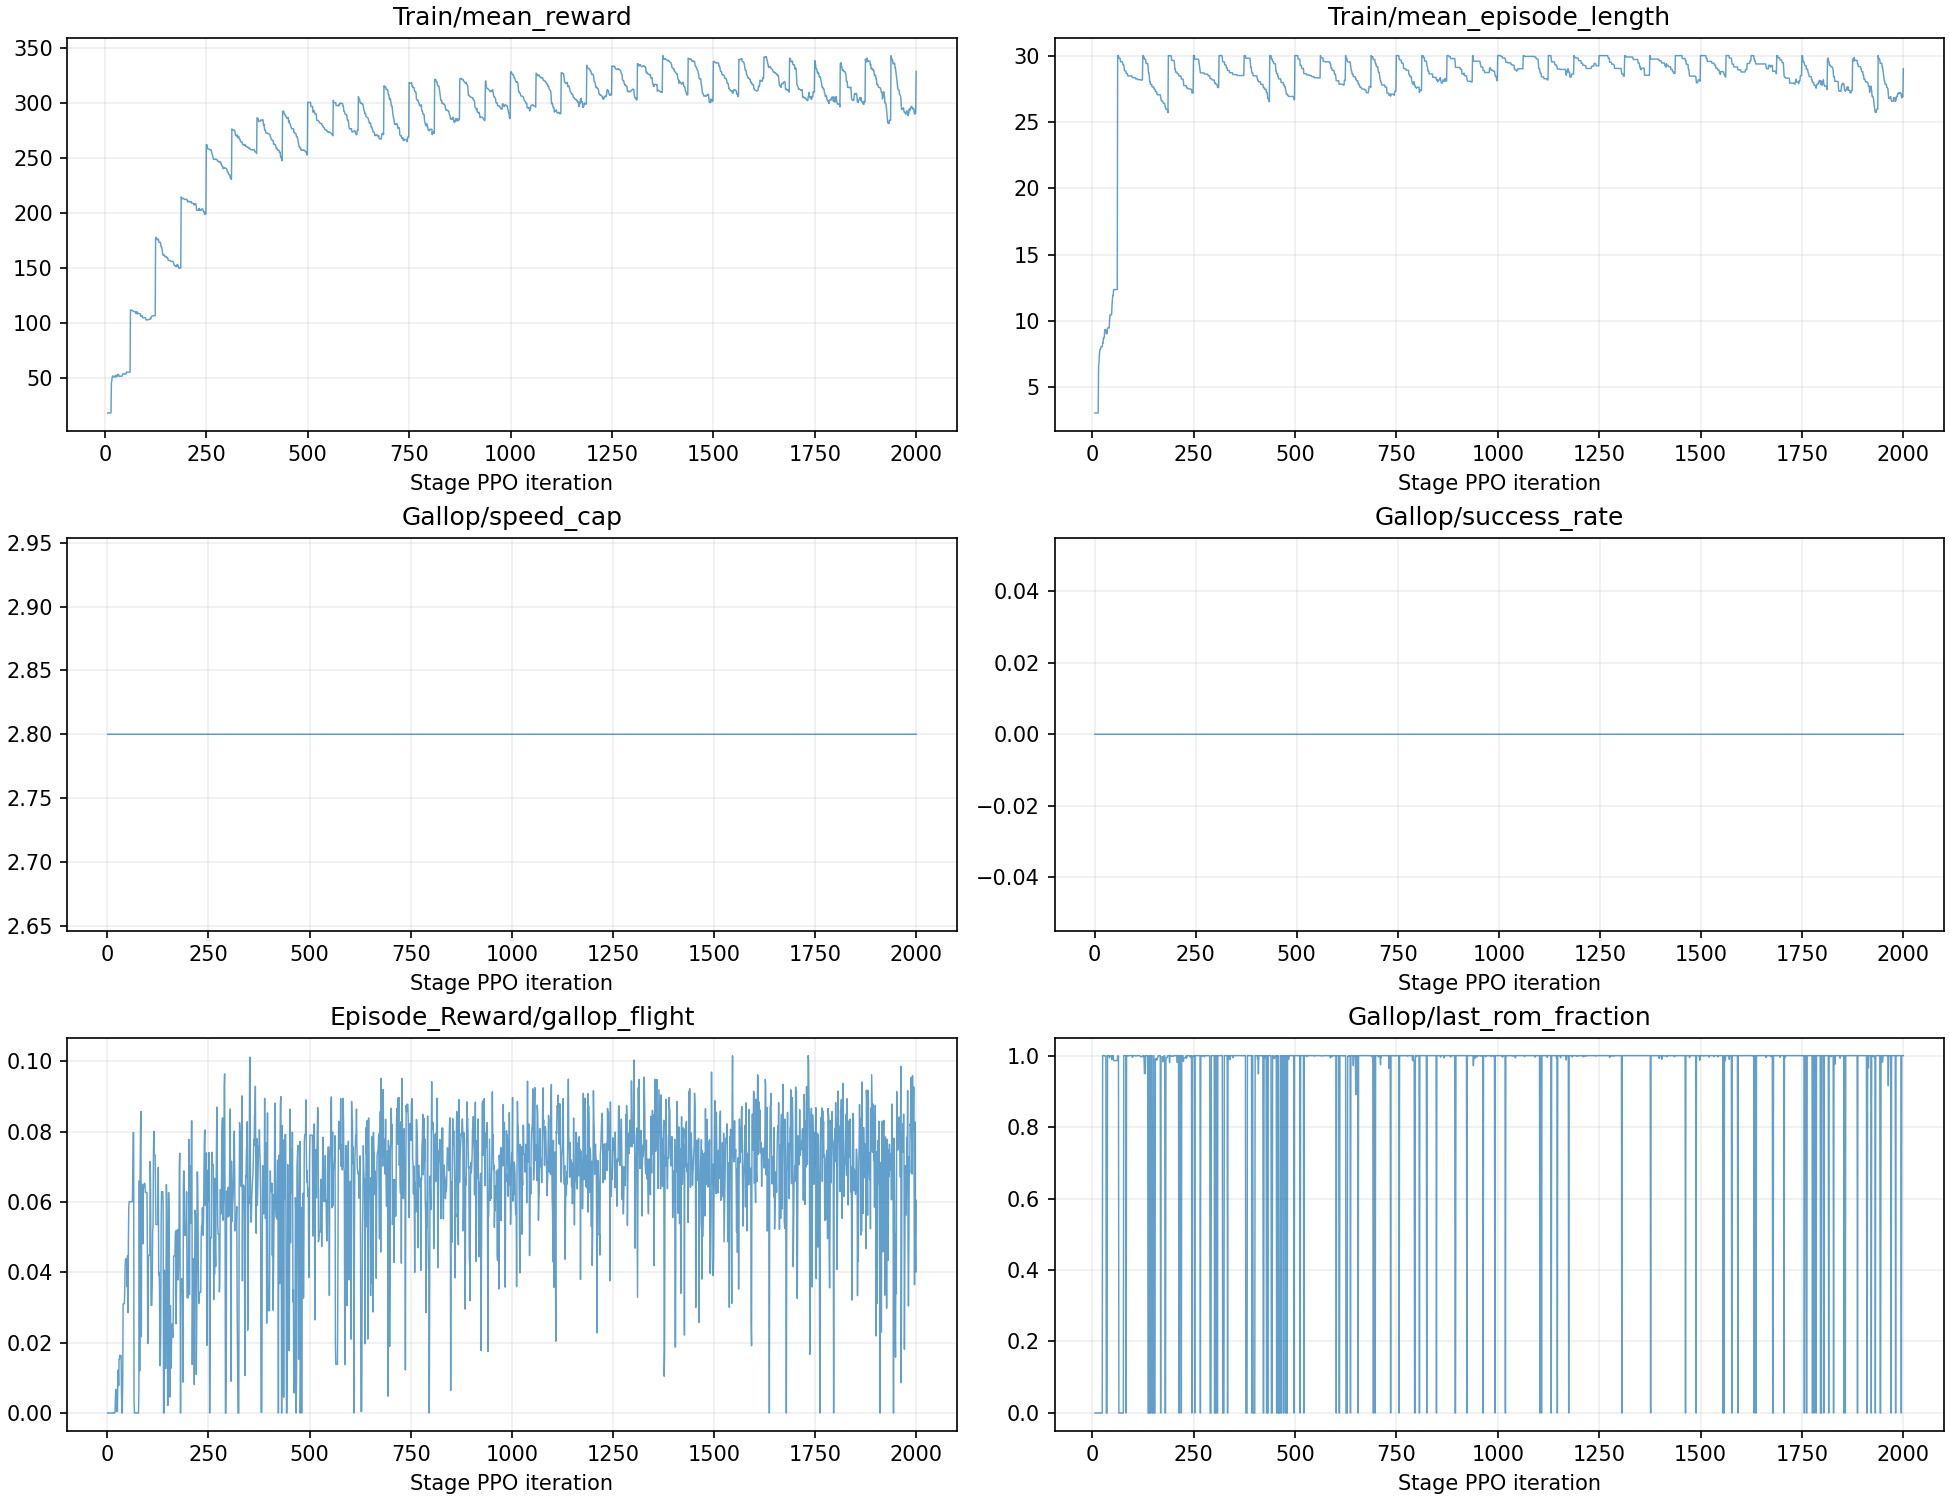 Train/mean_reward
350
300
250
200
150
100
50
0 250 500 750 1000 1250 1500 1750 2000
Stage PPO iteration
Train/mean_episode_length
30
25
20
15
10
5
0 250 500 750 1000 1250 1500 1750 2000
Stage PPO iteration
Gallop/speed_cap
2.95
2.90
2.85
2.80
2.75
2.70
2.65
0 250 500 750 1000 1250 1500 1750 2000
Stage PPO iteration
Gallop/success_rate
0.04
0.02
0.00
−0.02
−0.04
0 250 500 750 1000 1250 1500 1750 2000
Stage PPO iteration
Episode_Reward/gallop_flight
0.10
0.08
0.06
0.04
0.02
0.00
0 250 500 750 1000 1250 1500 1750 2000
Stage PPO iteration
Gallop/last_rom_fraction
1.0
0.8
0.6
0.4
0.2
0.0
0 250 500 750 1000 1250 1500 1750 2000
Stage PPO iteration